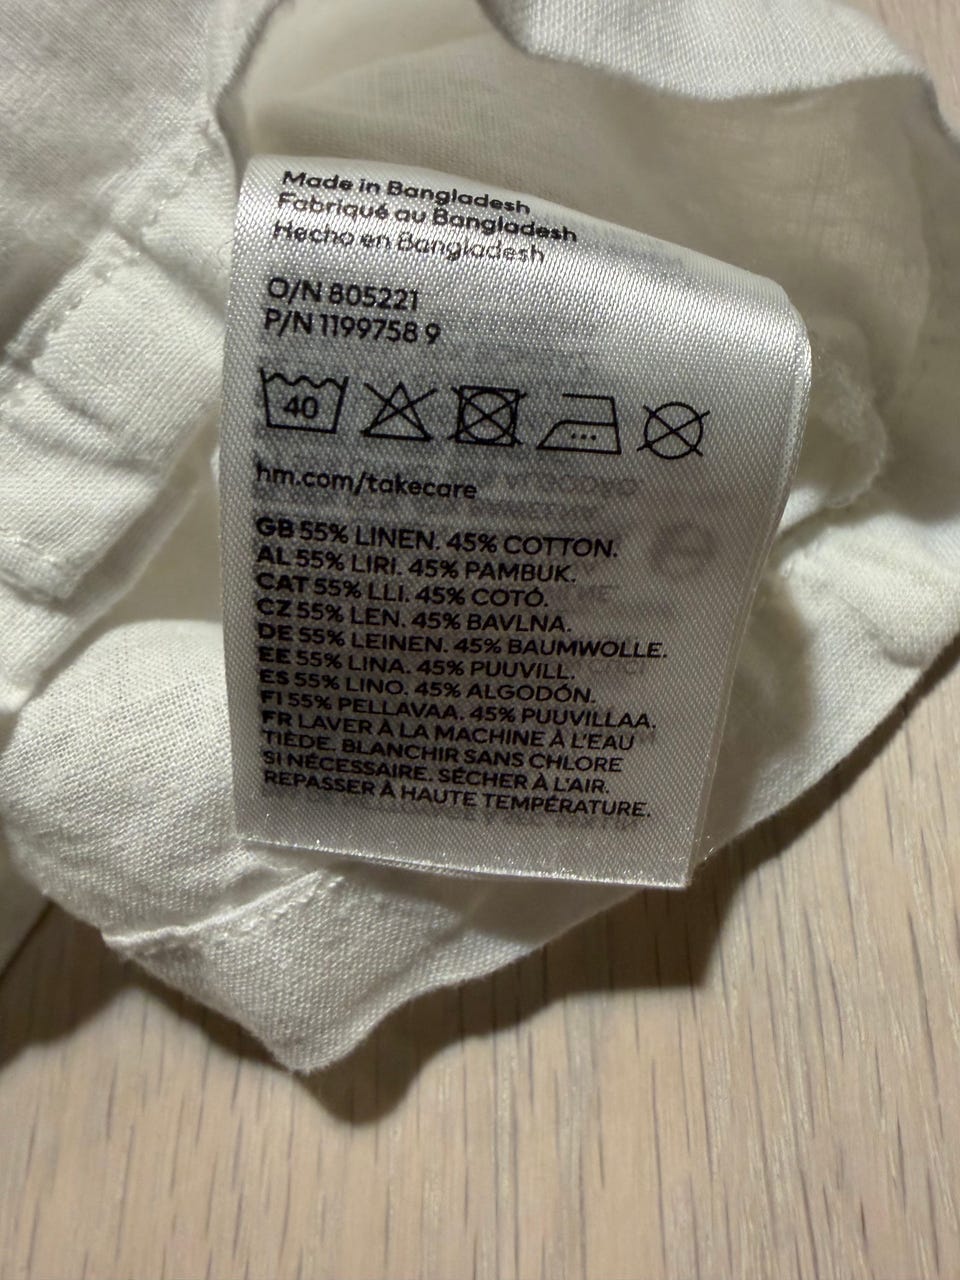 Made in Bangladesh
Fabriqué au Bangladesh
Hecho en Bangladesh
O/N 805221
P/N 1199758 9
40
hm.com/takecare
GB 55% LINEN. 45% COTTON.
AL 55% LIRI. 45% PAMBUK.
CAT 55% LLI. 45% COTÓ.
CZ 55% LEN. 45% BAVLNA.
DE 55% LEINEN. 45% BAUMWOLLE.
EE 55% LINA. 45% PUUVILL.
ES 55% LINO. 45% ALGODÓN.
FI 55% PELLAVAA. 45% PUUVILLAA.
FR LAVER À LA MACHINE À L'EAU
TIÈDE. BLANCHIR SANS CHLORE
SI NÉCESSAIRE. SÉCHER À L'AIR.
REPASSER À HAUTE TEMPÉRATURE.